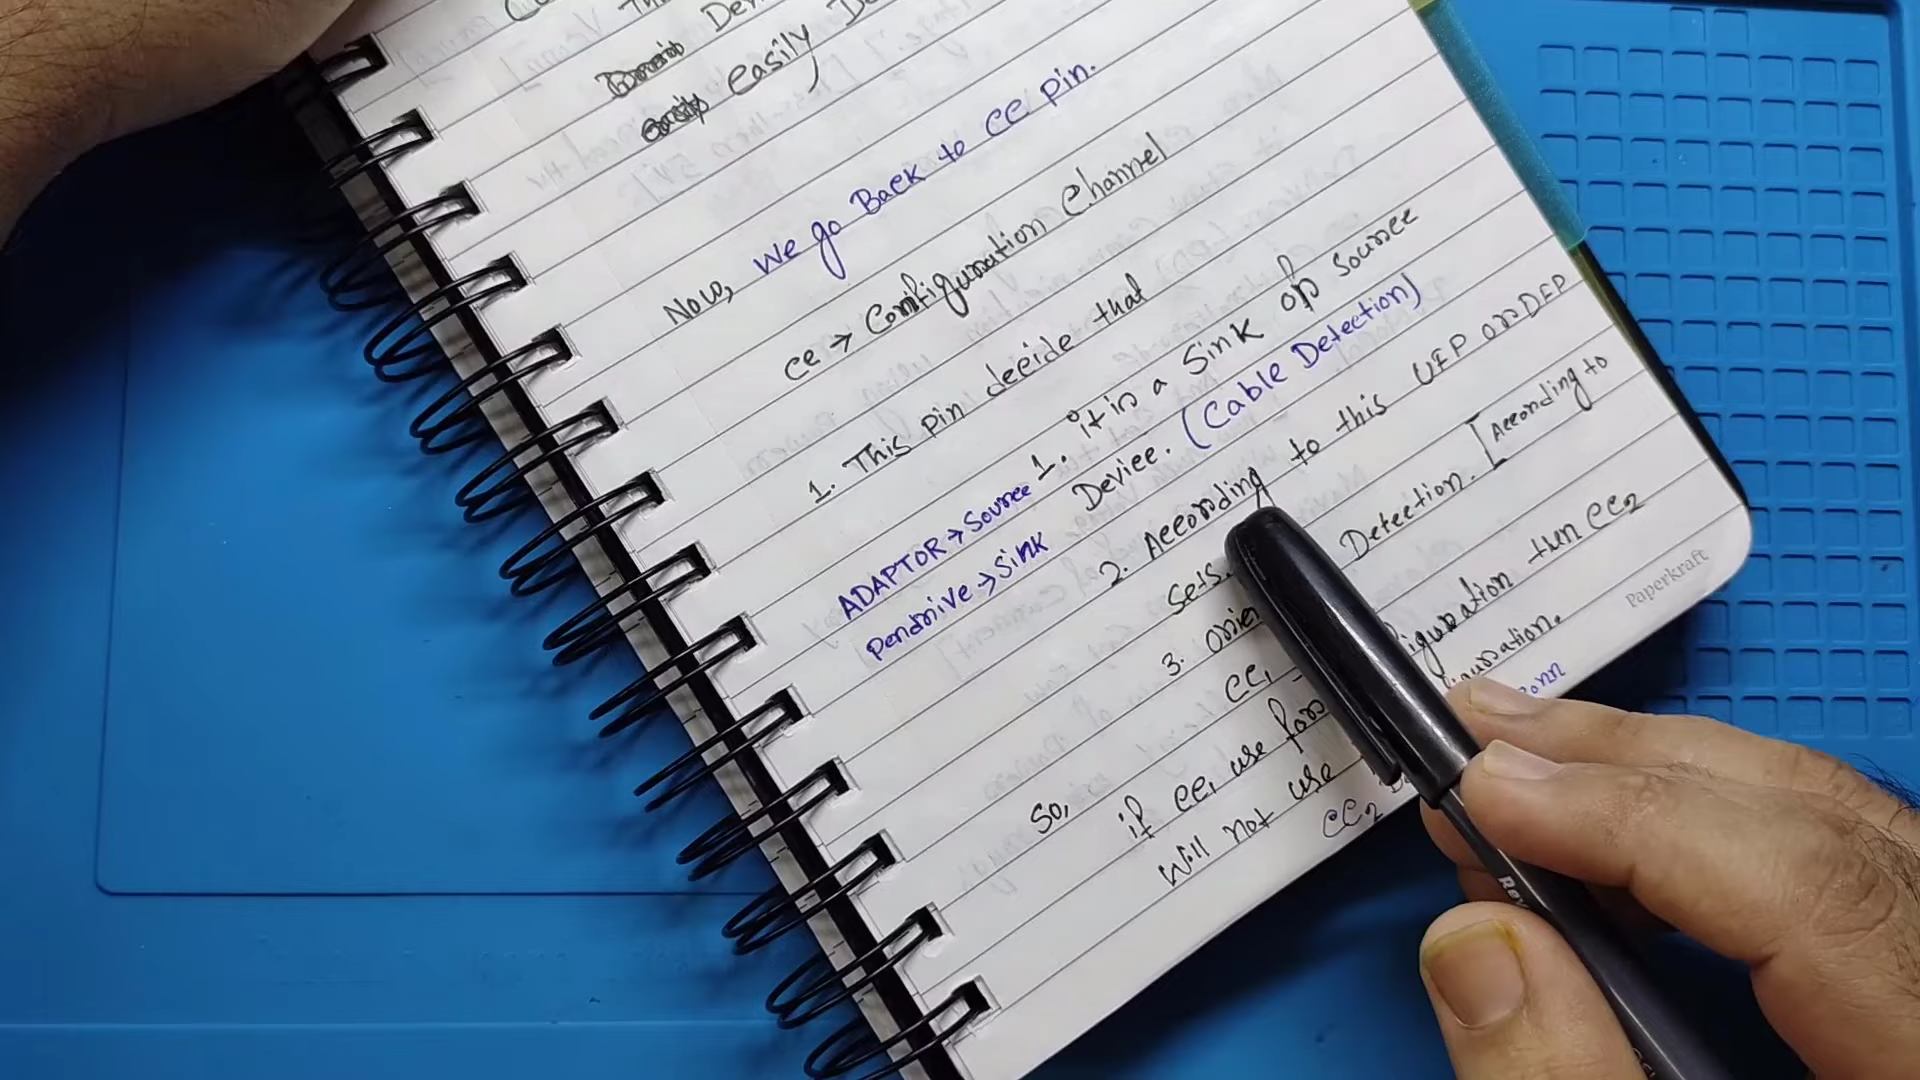 easily
Now, we go Back to CC pin.
CC → Configuration Channel
1. This pin decide that
1. it is a Sink of source
ADAPTOR → Source
Device. (Cable Detection)
Pendrive → Sink
2. According to this UFP or DFP
sets.
3. Detection. [According to
CC1
So,
if CC1 use then CC2
will not use
CC2
Paperkraft